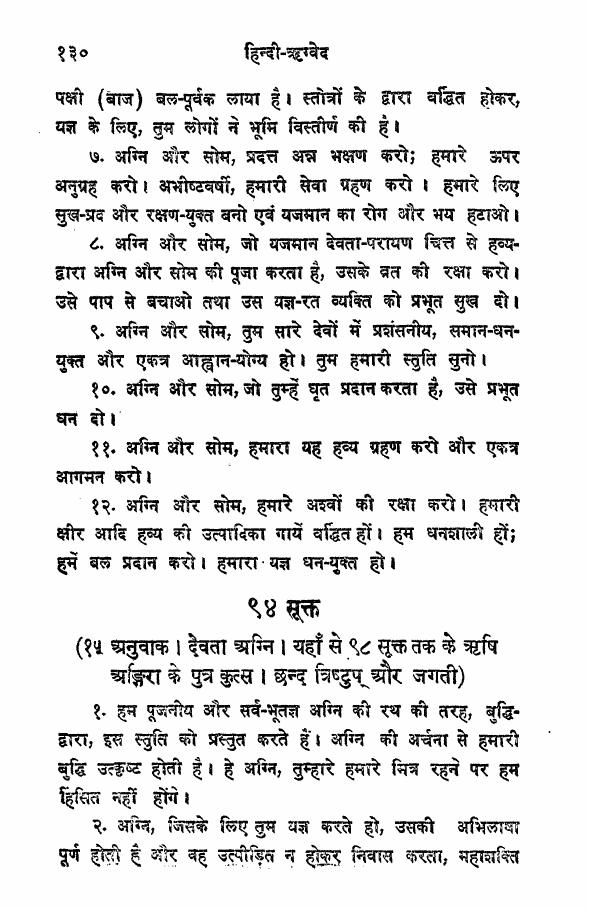 १३० हिन्दी-ऋग्वेद
पक्षी (बाज) बल-पूर्वक लाया है। स्तोत्रों के द्वारा वर्द्धित होकर,
यज्ञ के लिए, तुम लोगों ने भूमि विस्तीर्ण की है।
७. अग्नि और सोम, प्रदत्त अन्न भक्षण करो; हमारे ऊपर
अनुग्रह करो। अभीष्टवर्षी, हमारी सेवा ग्रहण करो। हमारे लिए
सुख-प्रद और रक्षण-युक्त बनो एवं यजमान का रोग और भय हटाओ।
८. अग्नि और सोम, जो यजमान देवता-परायण चित्त से हव्य-
द्वारा अग्नि और सोम की पूजा करता है, उसके व्रत की रक्षा करो।
उसे पाप से बचाओ तथा उस यज्ञ-रत व्यक्ति को प्रभूत सुख दो।
९. अग्नि और सोम, तुम सारे देवों में प्रशंसनीय, समान-धन-
युक्त और एकत्र आह्वान-योग्य हो। तुम हमारी स्तुति सुनो।
१०. अग्नि और सोम, जो तुम्हें घृत प्रदान करता है, उसे प्रभूत
धन दो।
११. अग्नि और सोम, हमारा यह हव्य ग्रहण करो और एकत्र
आगमन करो।
१२. अग्नि और सोम, हमारे अश्वों की रक्षा करो। हमारी
क्षीर आदि हव्य की उत्पादिका गायें वर्द्धित हों। हम धनशाली हों;
हमें बल प्रदान करो। हमारा यज्ञ धन-युक्त हो।
९४ सूक्त
(१५ अनुवाक। देवता अग्नि। यहाँ से ९८ सूक्त तक के ऋषि
अङ्गिरा के पुत्र कुत्स। छन्द त्रिष्टुप् और जगती)
१. हम पूजनीय और सर्व-भूतज्ञ अग्नि की रथ की तरह, बुद्धि-
द्वारा, इस स्तुति को प्रस्तुत करते हैं। अग्नि की अर्चना से हमारी
बुद्धि उत्कृष्ट होती है। हे अग्नि, तुम्हारे हमारे मित्र रहने पर हम
हिंसित नहीं होंगे।
२. अग्नि, जिसके लिए तुम यज्ञ करते हो, उसकी अभिलाषा
पूर्ण होती है और वह उत्पीड़ित न होकर निवास करता, महाशक्ति